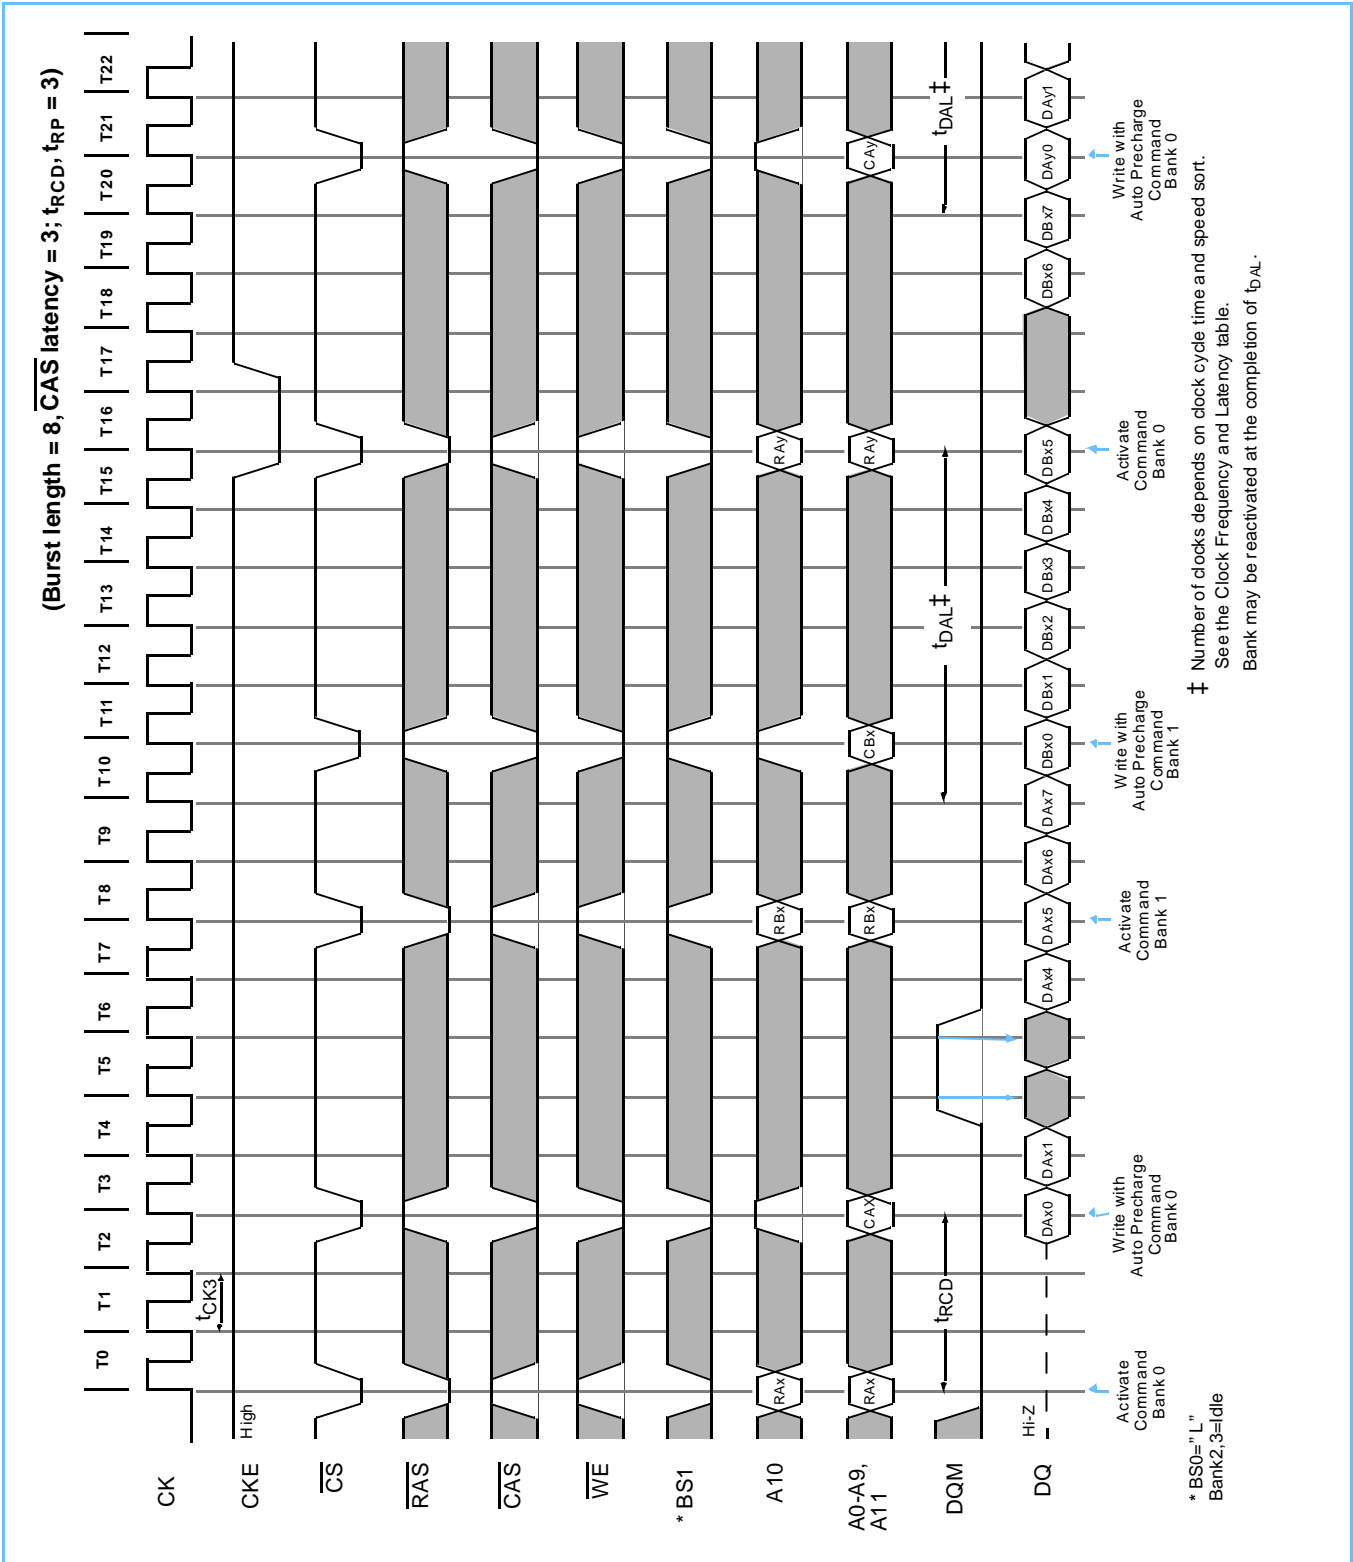 (Burst length = 8, CAS latency = 3; tRCD, tRP = 3)
T0 T1 T2 T3 T4 T5 T6 T7 T8 T9 T10 T11 T12 T13 T14 T15 T16 T17 T18 T19 T20 T21 T22
CK
tCK3
CKE
High
CS
RAS
CAS
WE
* BS1
A10
RAx RBx RAy
A0-A9,
A11
RAx CAX RBx CBx RAy CAy
DQM
tRCD tDAL‡ tDAL‡
DQ
Hi-Z DAx0 DAx1 DAx4 DAx5 DAx6 DAx7 DBx0 DBx1 DBx2 DBx3 DBx4 DBx5 DBx6 DBx7 DAy0 DAy1
Activate
Command
Bank 0
Write with
Auto Precharge
Command
Bank 0
Activate
Command
Bank 1
Write with
Auto Precharge
Command
Bank 1
Activate
Command
Bank 0
Write with
Auto Precharge
Command
Bank 0
* BS0=”L”
Bank2,3=Idle
‡ Number of clocks depends on clock cycle time and speed sort.
See the Clock Frequency and Latency table.
Bank may be reactivated at the completion of tDAL.